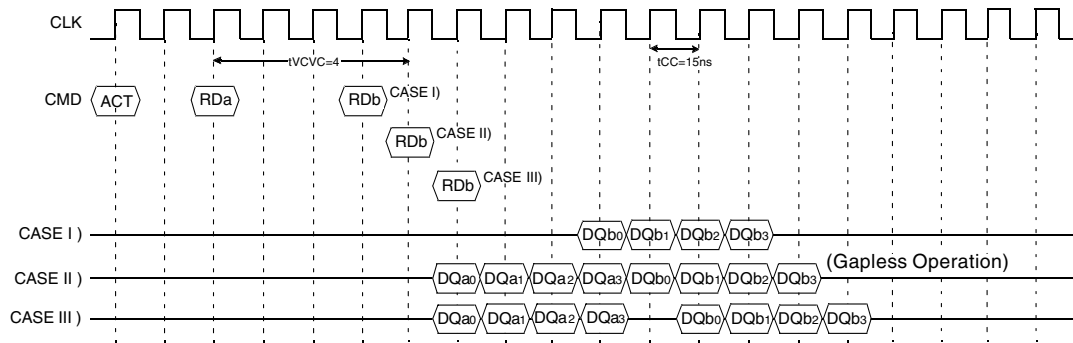 CLK
tVCVC=4
tCC=15ns
CMD ACT RDa RDb CASE I)
RDb CASE II)
RDb CASE III)
CASE I ) DQb0 DQb1 DQb2 DQb3
CASE II ) DQa0 DQa1 DQa2 DQa3 DQb0 DQb1 DQb2 DQb3 (Gapless Operation)
CASE III ) DQa0 DQa1 DQa2 DQa3 DQb0 DQb1 DQb2 DQb3